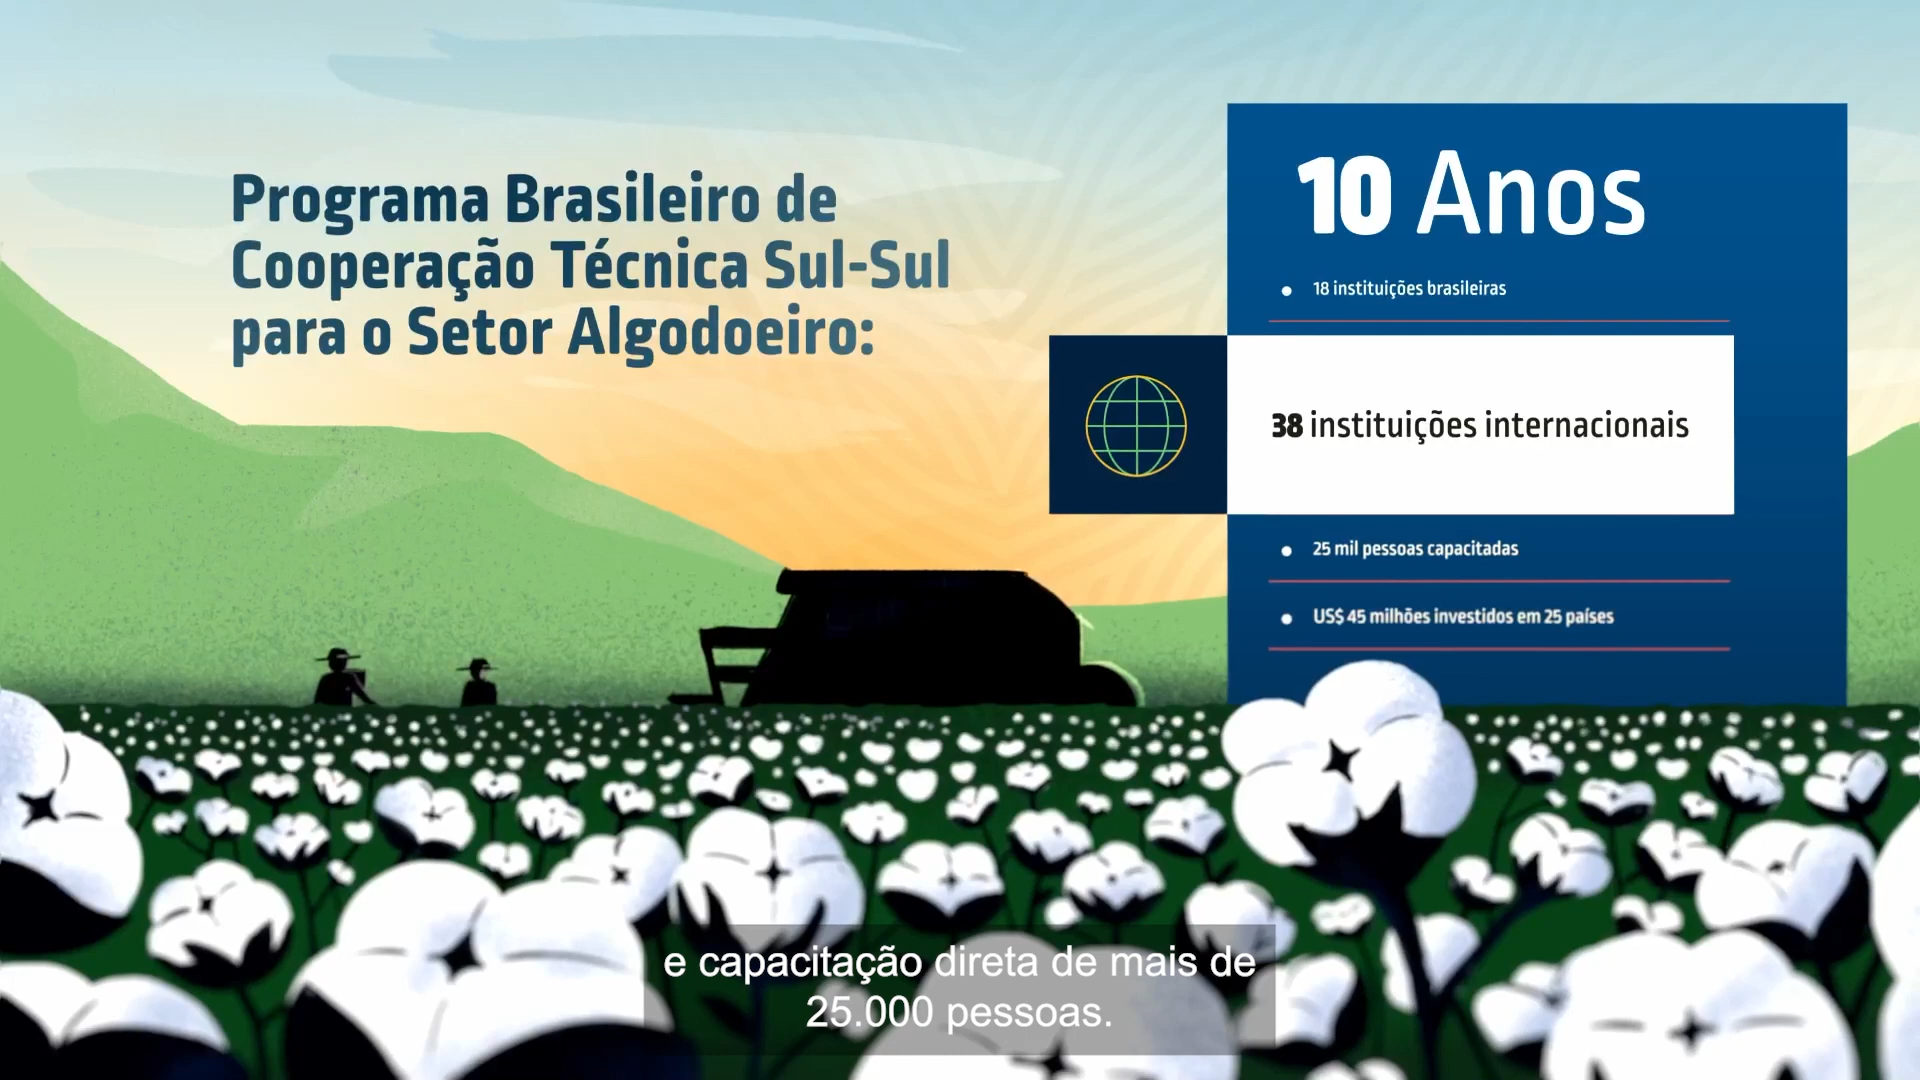 Programa Brasileiro de
Cooperação Técnica Sul-Sul
para o Setor Algodoeiro:
10 Anos
18 instituições brasileiras
38 instituições internacionais
25 mil pessoas capacitadas
US$ 45 milhões investidos em 25 países
e capacitação direta de mais de
25.000 pessoas.